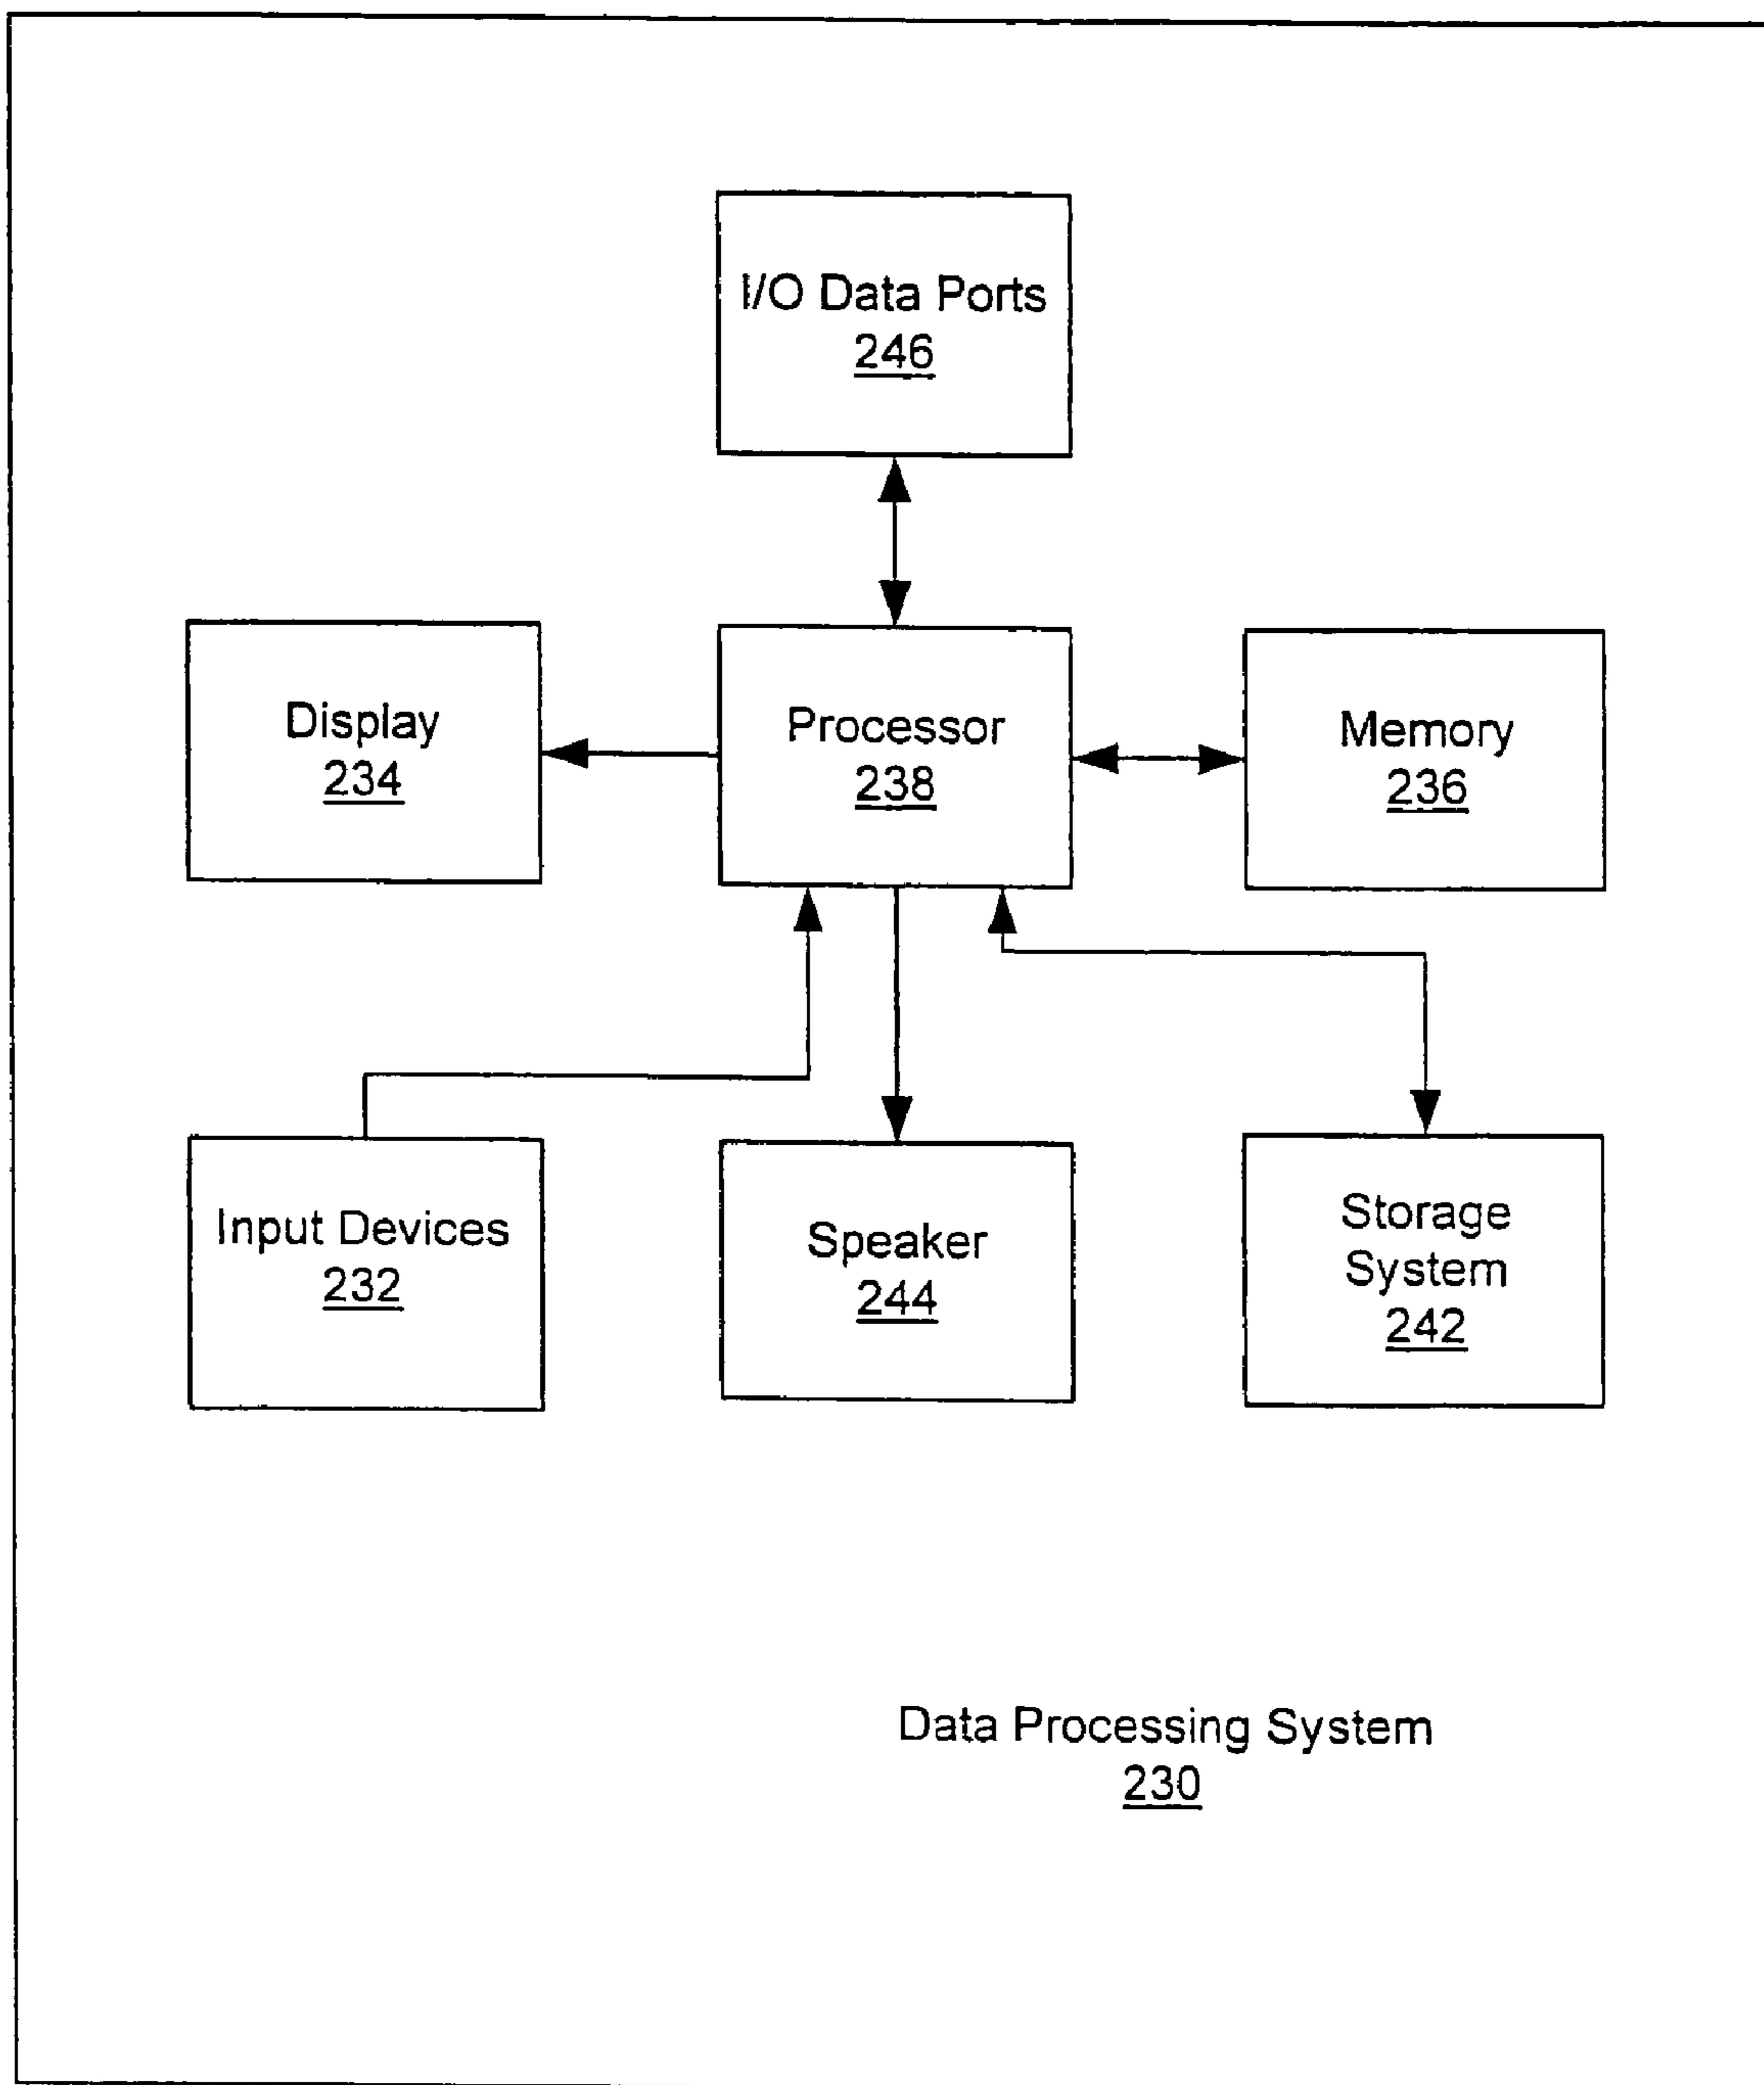 I/O Data Ports
246
Display
234
Processor
238
Memory
236
Input Devices
232
Speaker
244
Storage
System
242
Data Processing System
230